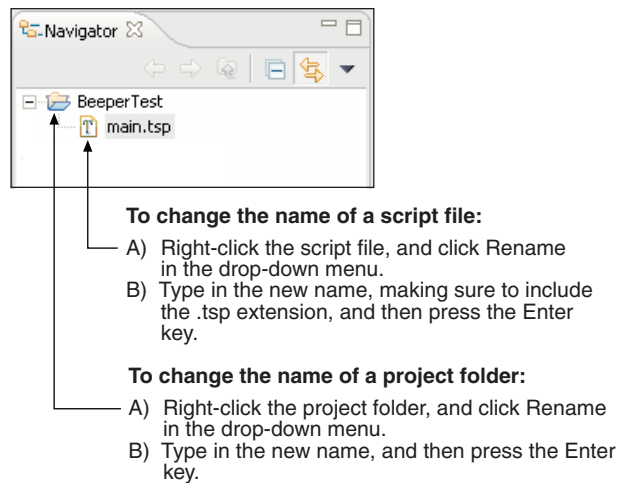 Navigator
BeeperTest
main.tsp
To change the name of a script file:
A) Right-click the script file, and click Rename
in the drop-down menu.
B) Type in the new name, making sure to include
the .tsp extension, and then press the Enter
key.
To change the name of a project folder:
A) Right-click the project folder, and click Rename
in the drop-down menu.
B) Type in the new name, and then press the Enter
key.